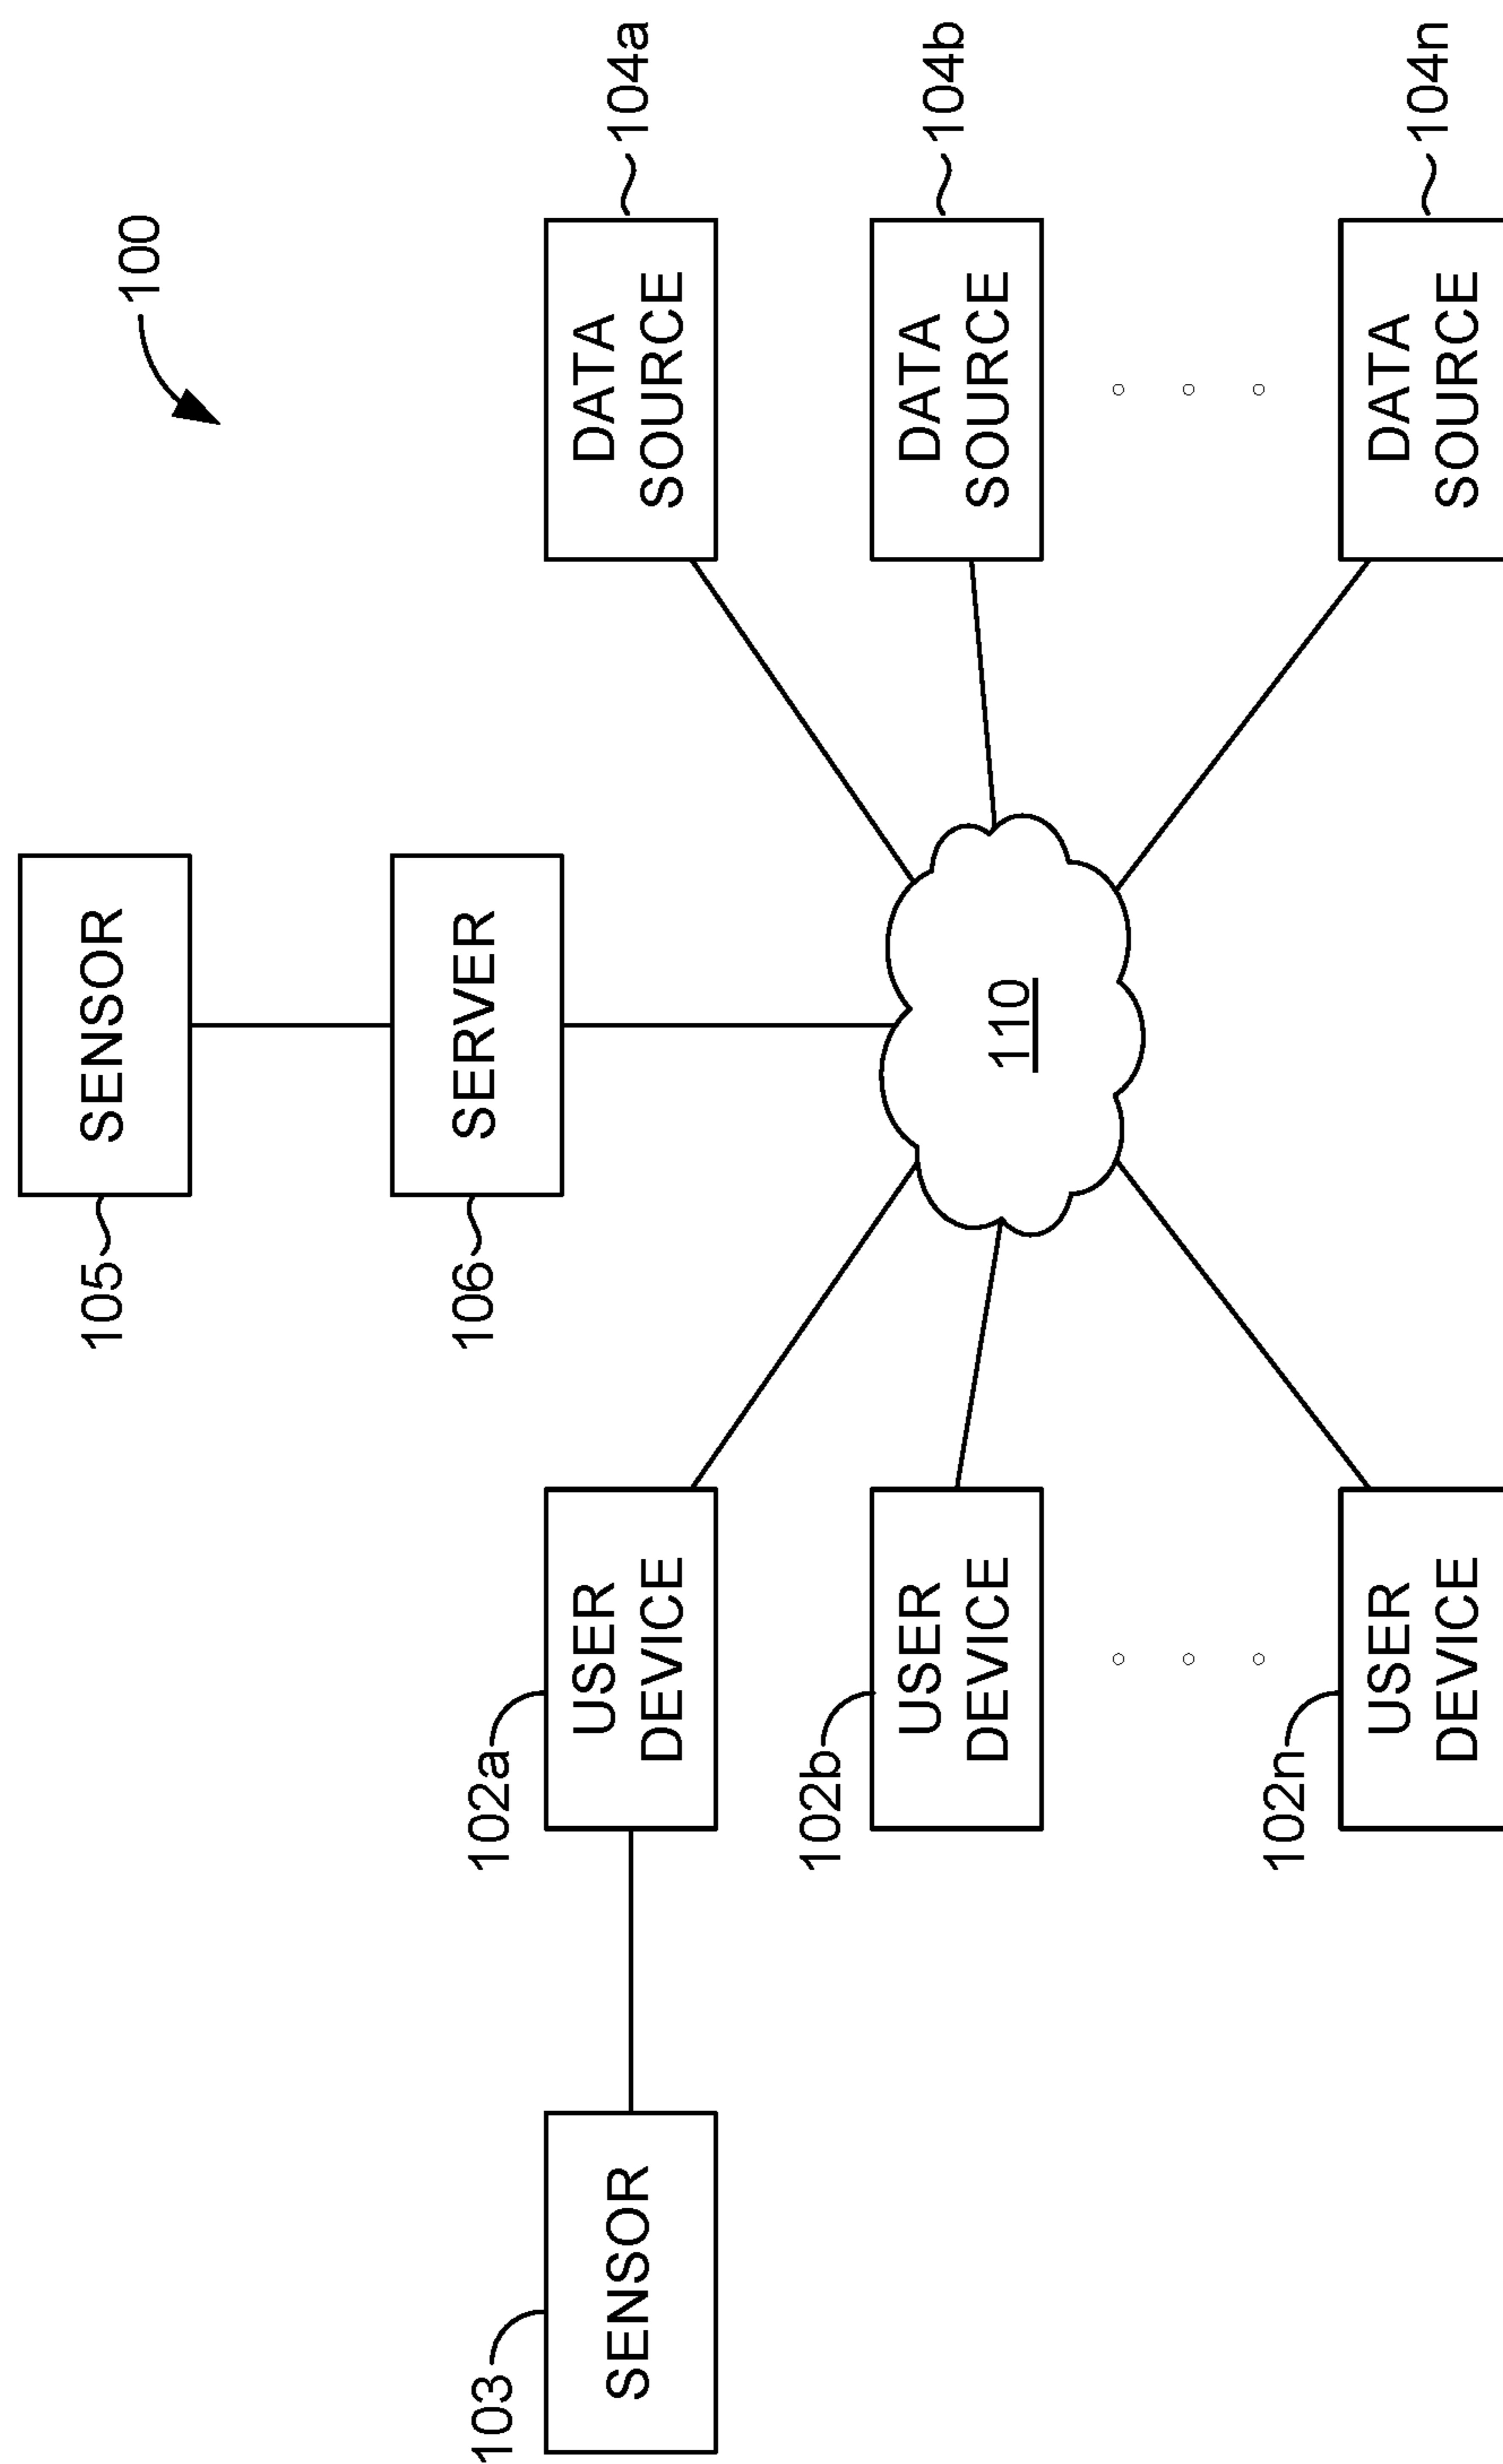 100
105
SENSOR
106
SERVER
103
SENSOR
102a
USER
DEVICE
110
DATA
SOURCE
104a
102b
USER
DEVICE
DATA
SOURCE
104b
102n
USER
DEVICE
DATA
SOURCE
104n